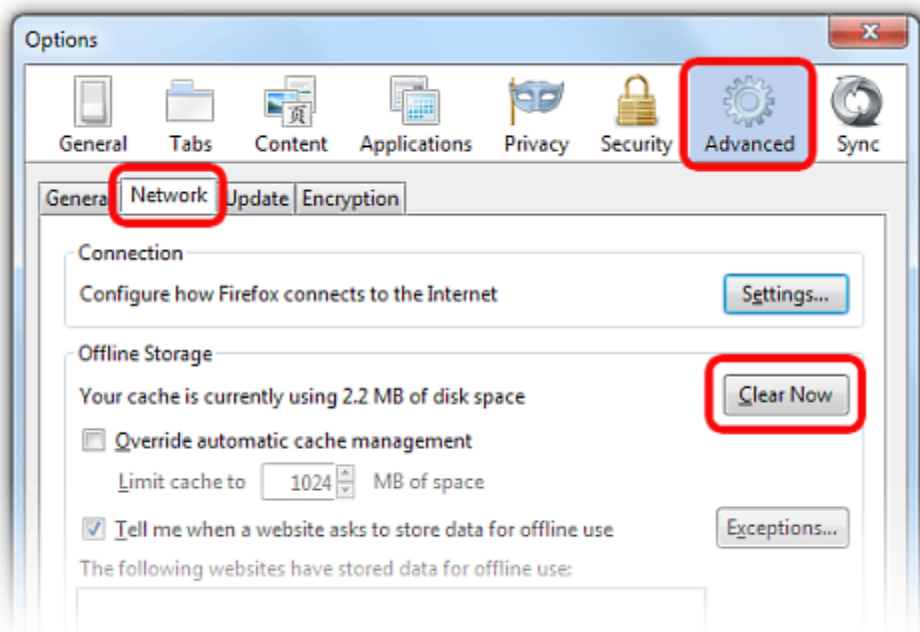 Options
x
General Tabs Content Applications Privacy Security Advanced Sync
Genera Network Update Encryption
Connection
Configure how Firefox connects to the Internet Settings...
Offline Storage
Your cache is currently using 2.2 MB of disk space Clear Now
Override automatic cache management
Limit cache to 1024 MB of space
Tell me when a website asks to store data for offline use Exceptions...
The following websites have stored data for offline use: